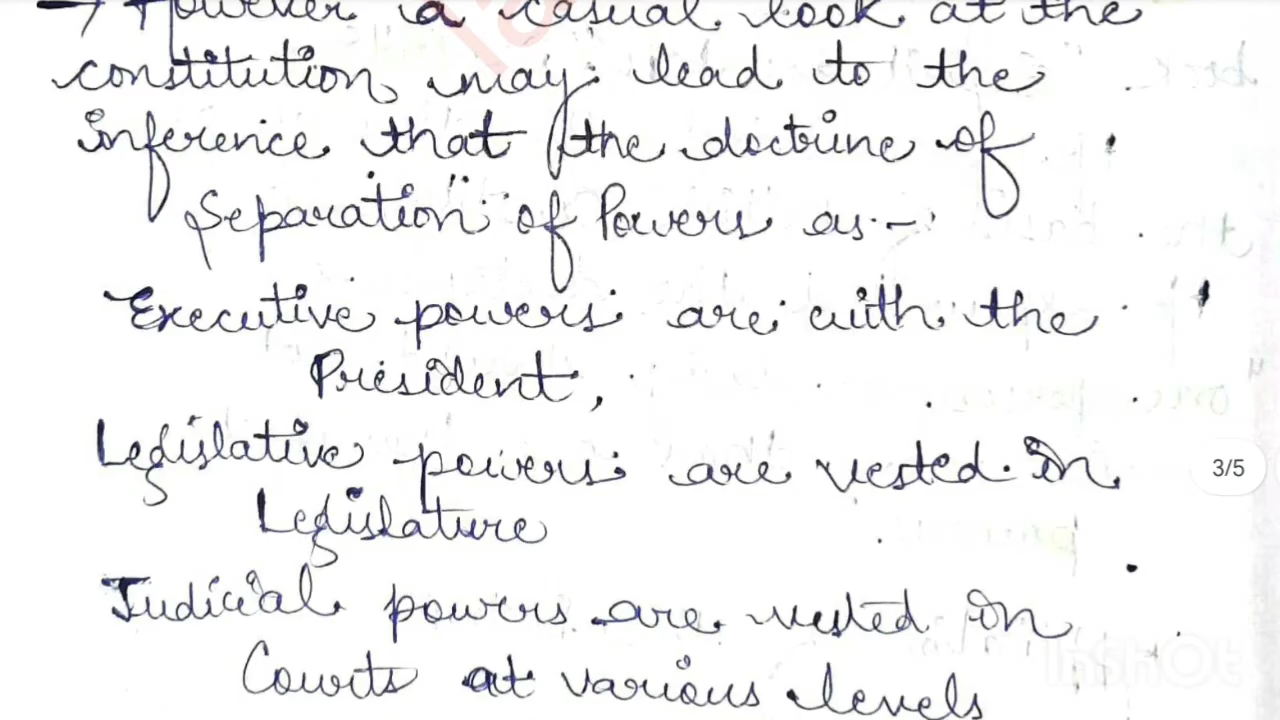 → However a casual look at the
constitution may lead to the
inference that the doctrine of
Separation of Powers as :-
Executive powers are with the
President,
Legislative powers are vested in
Legislature
3/5
Judicial powers are vested in
Courts at various levels
InShOt